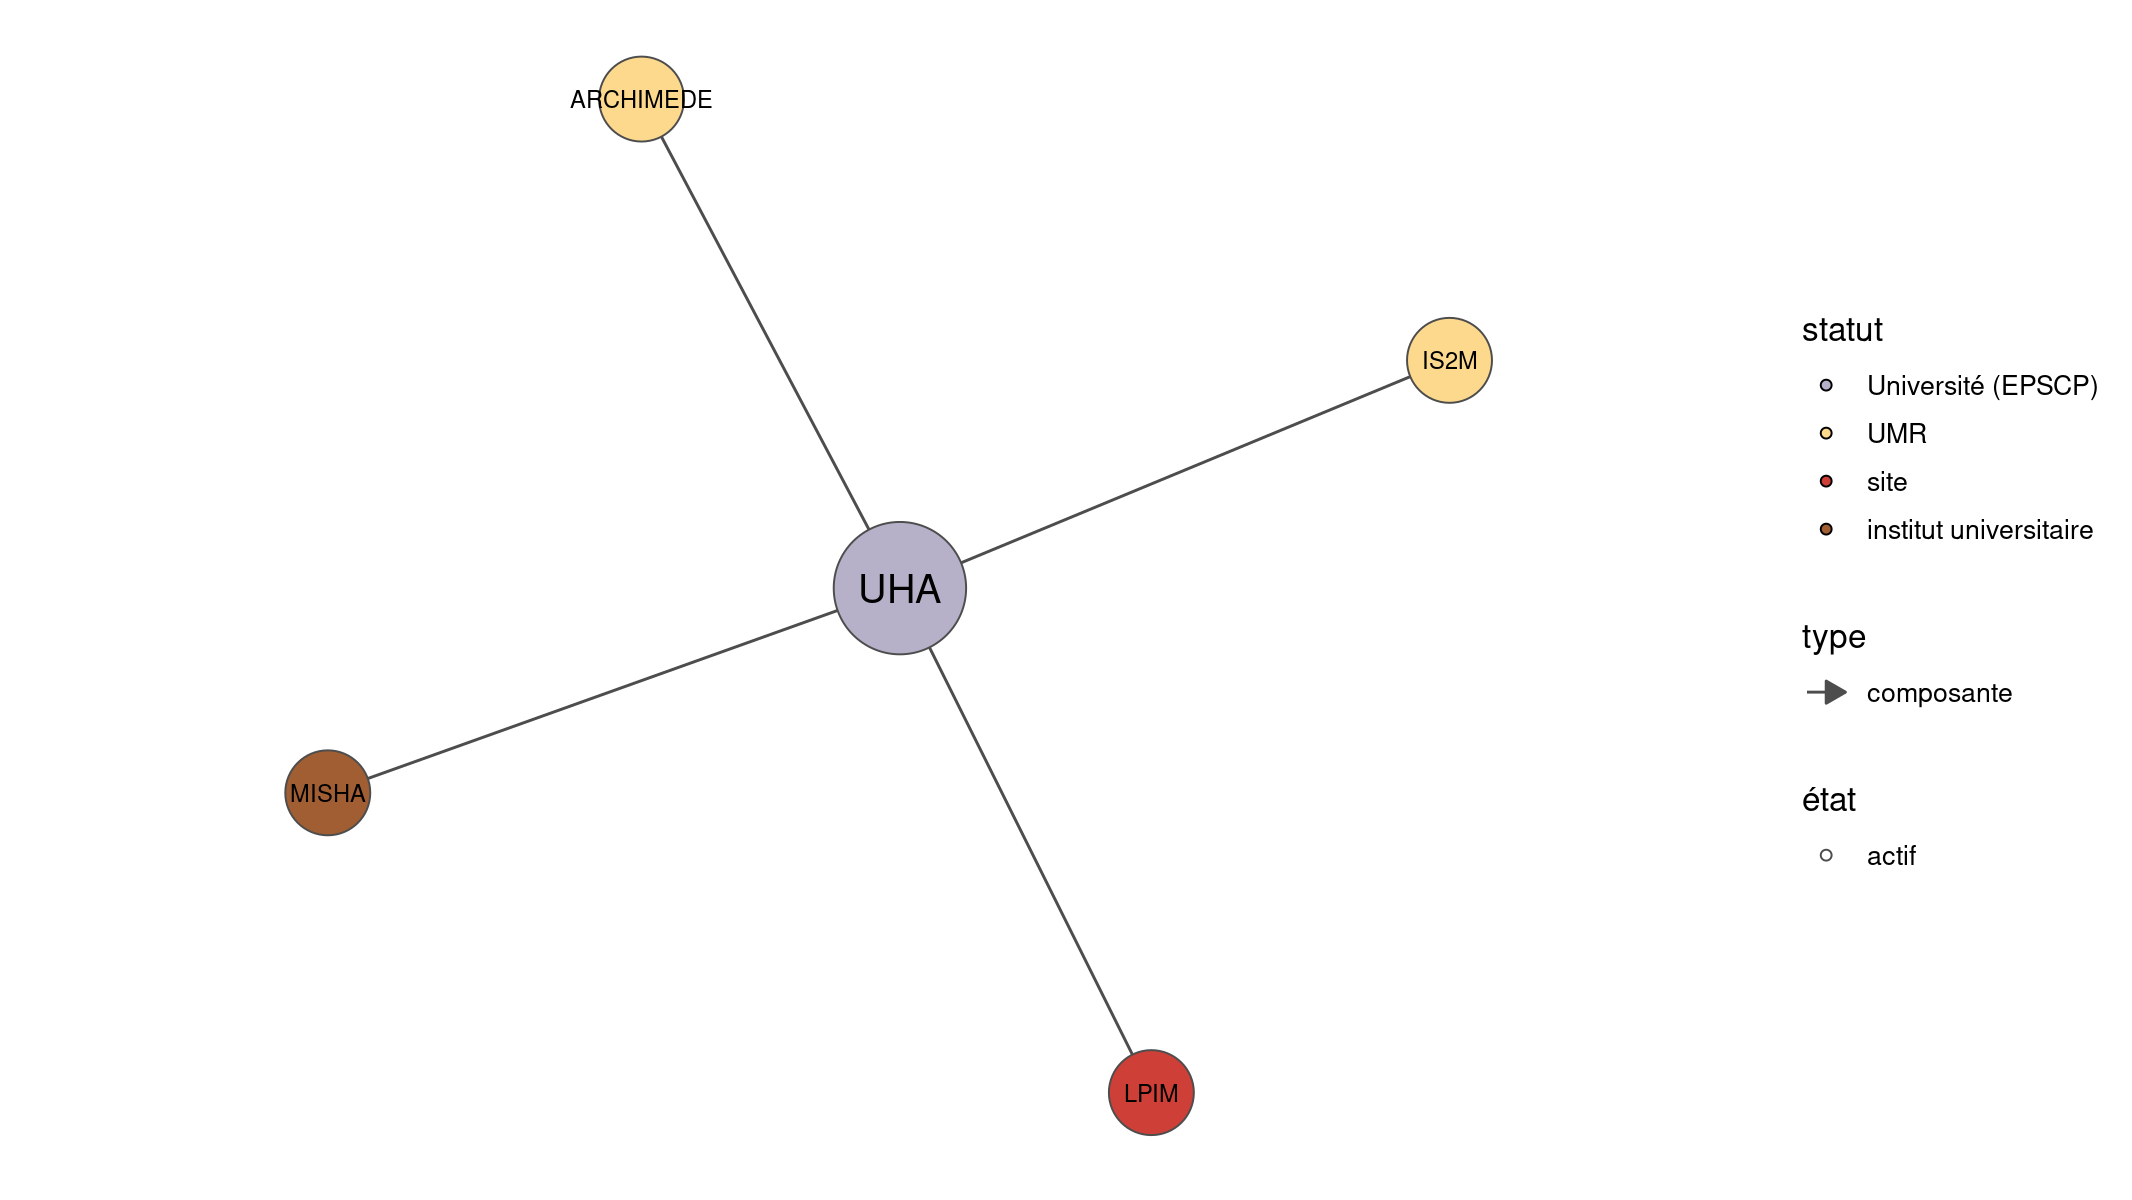 ARCHIMEDE
IS2M
UHA
MISHA
LPIM
statut
Université (EPSCP)
UMR
site
institut universitaire
type
composante
état
actif